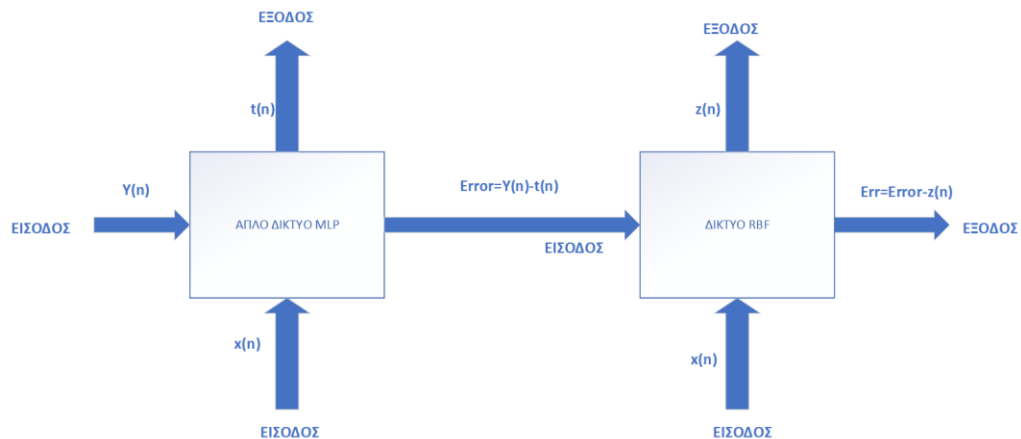 ΕΞΟΔΟΣ
ΕΞΟΔΟΣ
t(n)
z(n)
Y(n)
Error=Y(n)-t(n)
Err=Error-z(n)
ΕΙΣΟΔΟΣ
ΑΠΛΟ ΔΙΚΤΥΟ MLP
ΕΙΣΟΔΟΣ
ΔΙΚΤΥΟ RBF
ΕΞΟΔΟΣ
x(n)
x(n)
ΕΙΣΟΔΟΣ
ΕΙΣΟΔΟΣ